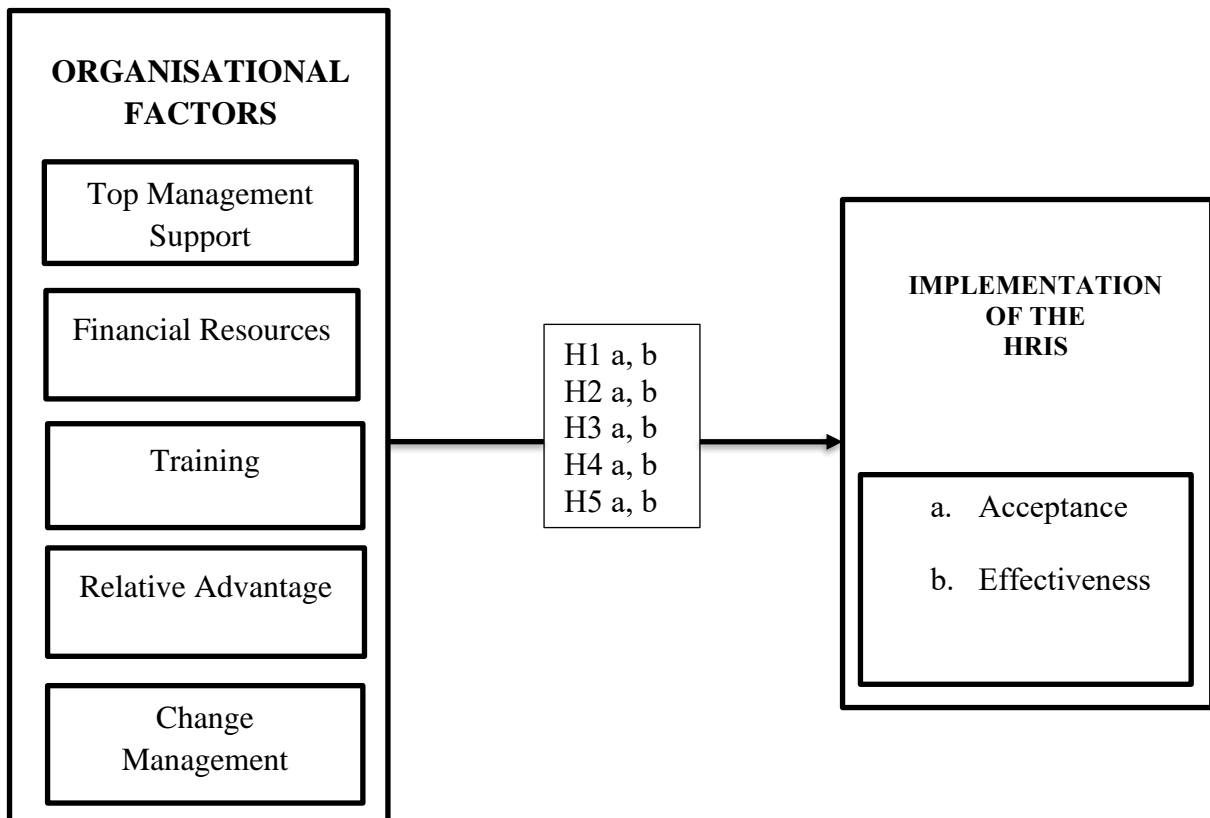 ORGANISATIONAL
FACTORS
Top Management
Support
Financial Resources
Training
Relative Advantage
Change
Management
H1 a, b
H2 a, b
H3 a, b
H4 a, b
H5 a, b
IMPLEMENTATION
OF THE
HRIS
a. Acceptance
b. Effectiveness